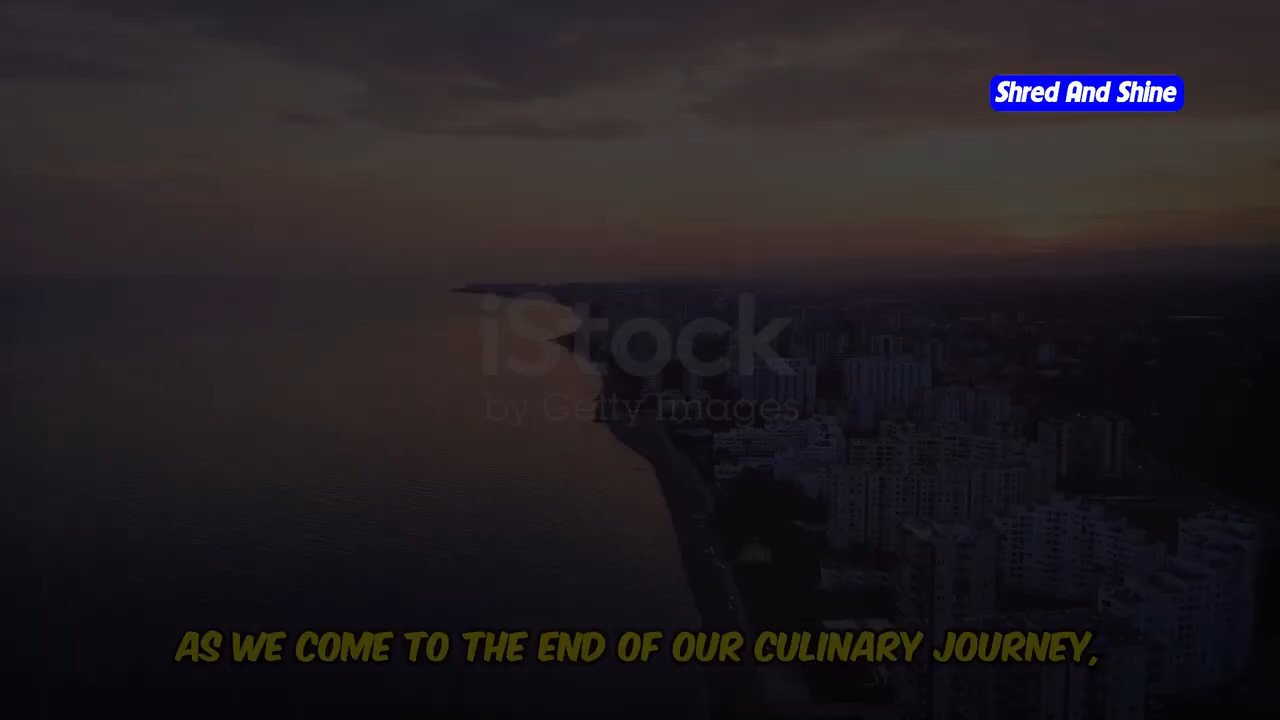 Shred And Shine
iStock
by Getty Images
AS WE COME TO THE END OF OUR CULINARY JOURNEY,